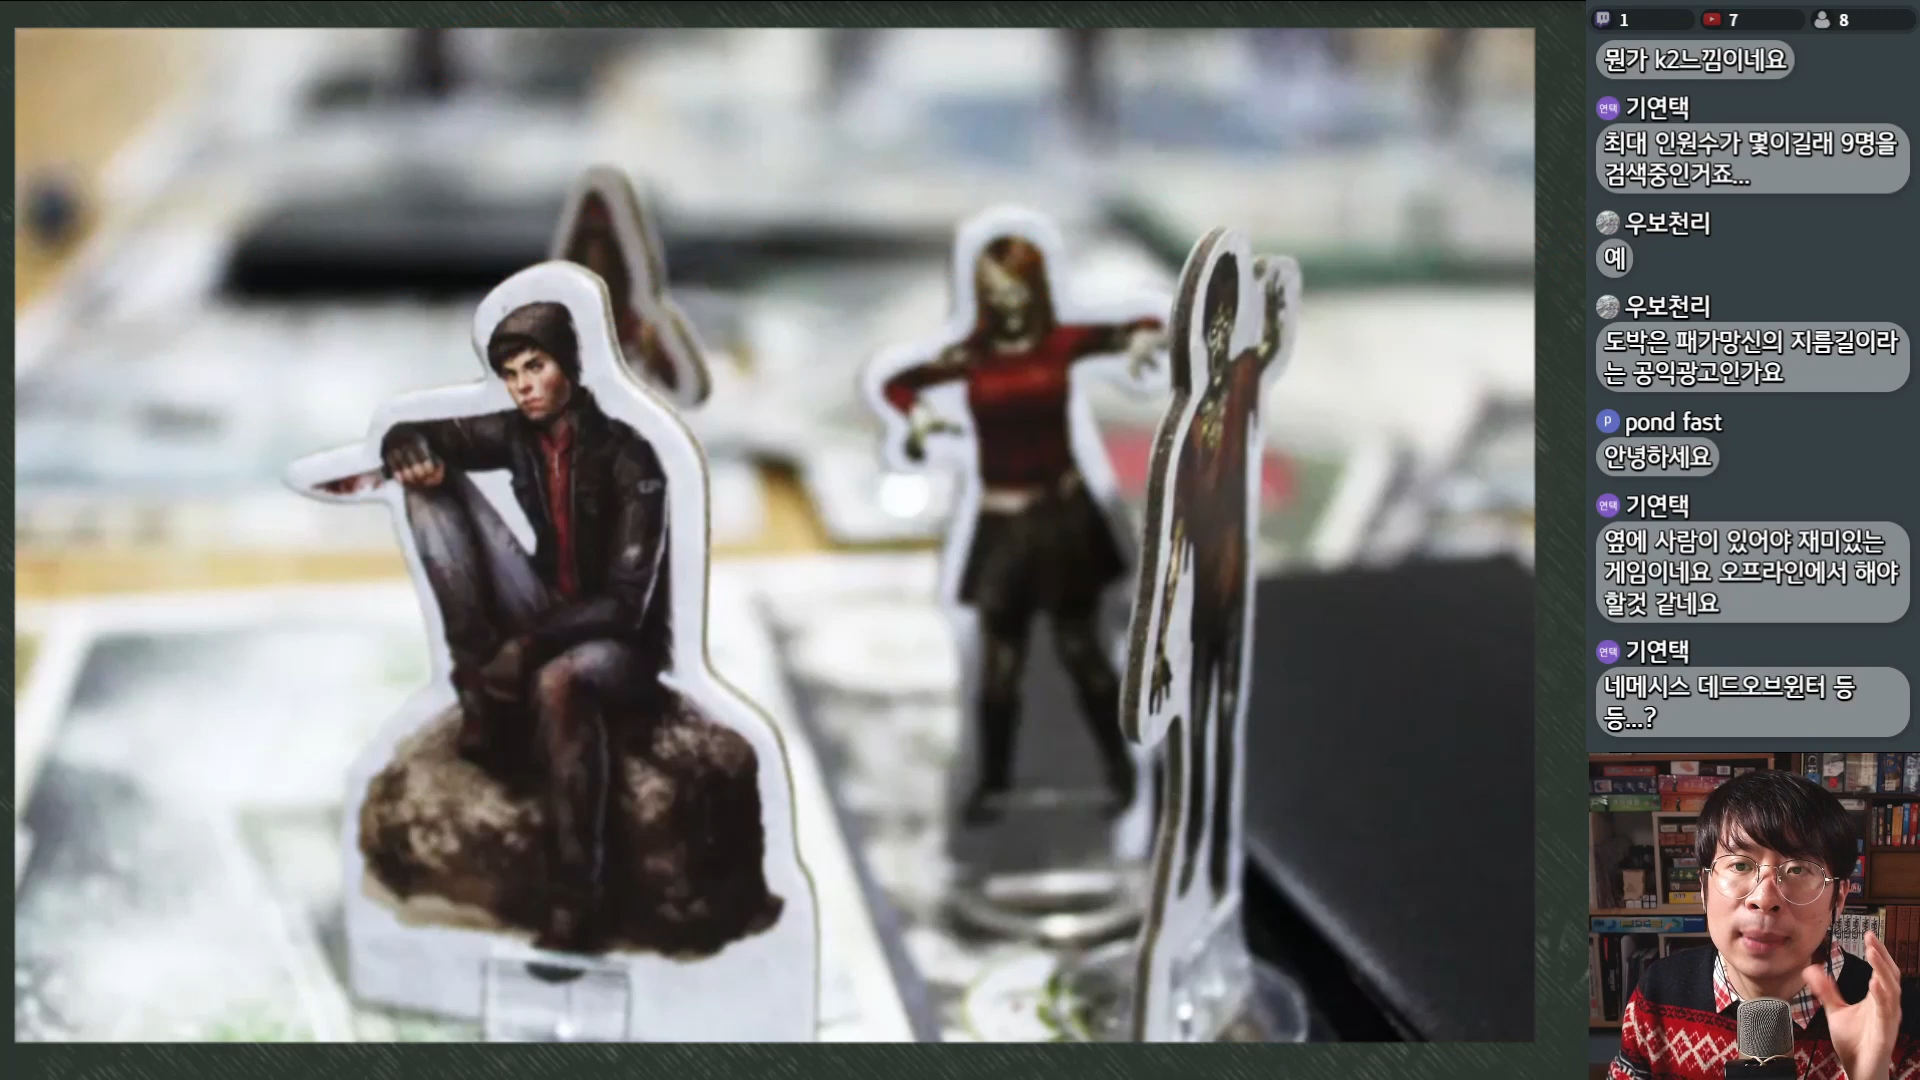 1
7
8
뭔가 k2느낌이네요
연택
기연택
최대 인원수가 몇이길래 9명을
검색중인거죠...
우보천리
예
우보천리
도박은 패가망신의 지름길이라
는 공익광고인가요
p
pond fast
안녕하세요
연택
기연택
옆에 사람이 있어야 재미있는
게임이네요 오프라인에서 해야
할것 같네요
연택
기연택
네메시스 데드오브윈터 등
등...?